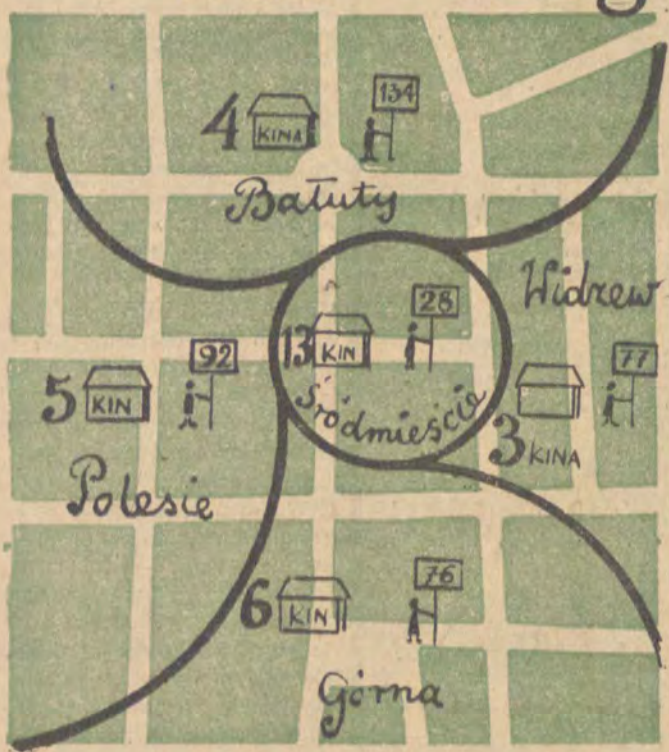 4 KINA 134
Bałuty
Widzew
13 KIN 28
Śródmieście
5 KIN 92
Polesie
3 KINA 77
6 KIN 76
Górna